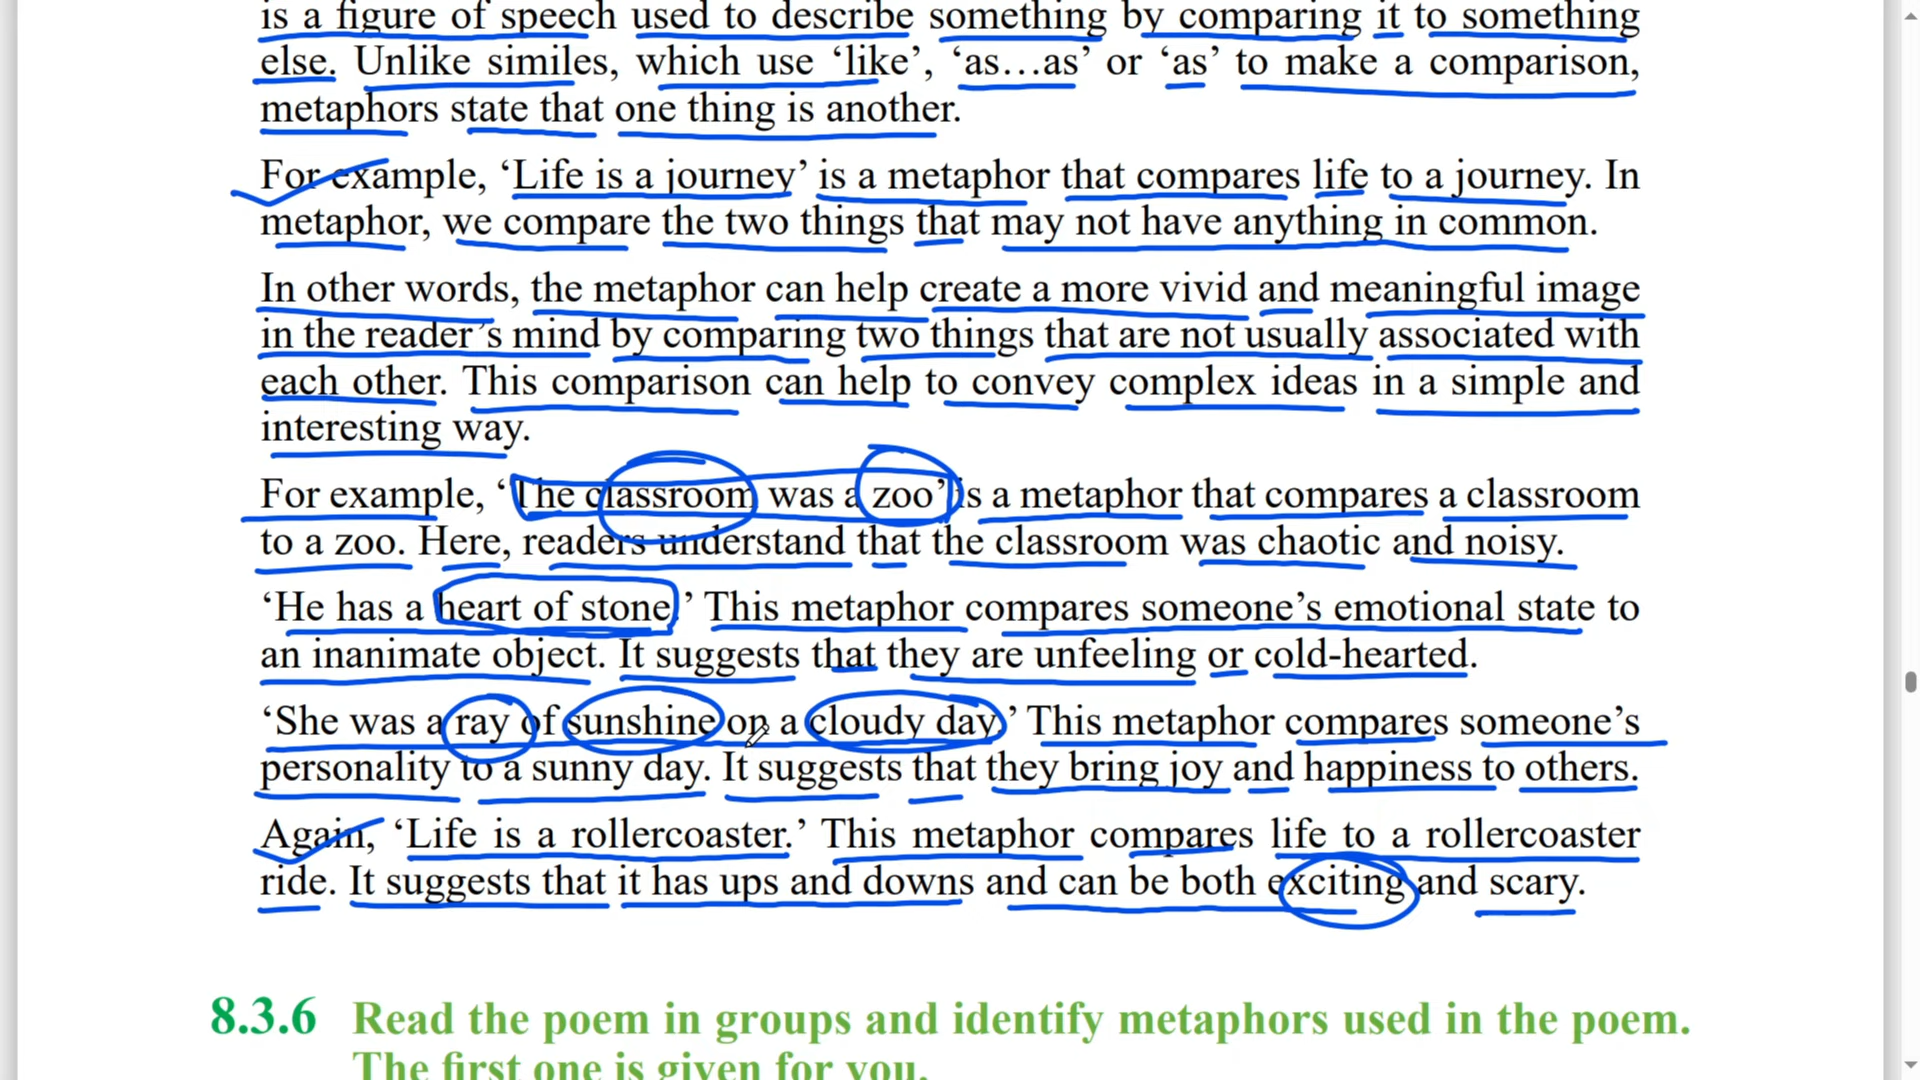 is a figure of speech used to describe something by comparing it to something
else. Unlike similes, which use ‘like’, ‘as…as’ or ‘as’ to make a comparison,
metaphors state that one thing is another.
For example, ‘Life is a journey’ is a metaphor that compares life to a journey. In
metaphor, we compare the two things that may not have anything in common.
In other words, the metaphor can help create a more vivid and meaningful image
in the reader’s mind by comparing two things that are not usually associated with
each other. This comparison can help to convey complex ideas in a simple and
interesting way.
For example, ‘The classroom was a zoo’ is a metaphor that compares a classroom
to a zoo. Here, readers understand that the classroom was chaotic and noisy.
‘He has a heart of stone.’ This metaphor compares someone’s emotional state to
an inanimate object. It suggests that they are unfeeling or cold-hearted.
‘She was a ray of sunshine on a cloudy day.’ This metaphor compares someone’s
personality to a sunny day. It suggests that they bring joy and happiness to others.
Again, ‘Life is a rollercoaster.’ This metaphor compares life to a rollercoaster
ride. It suggests that it has ups and downs and can be both exciting and scary.
8.3.6 Read the poem in groups and identify metaphors used in the poem.
The first one is given for you.